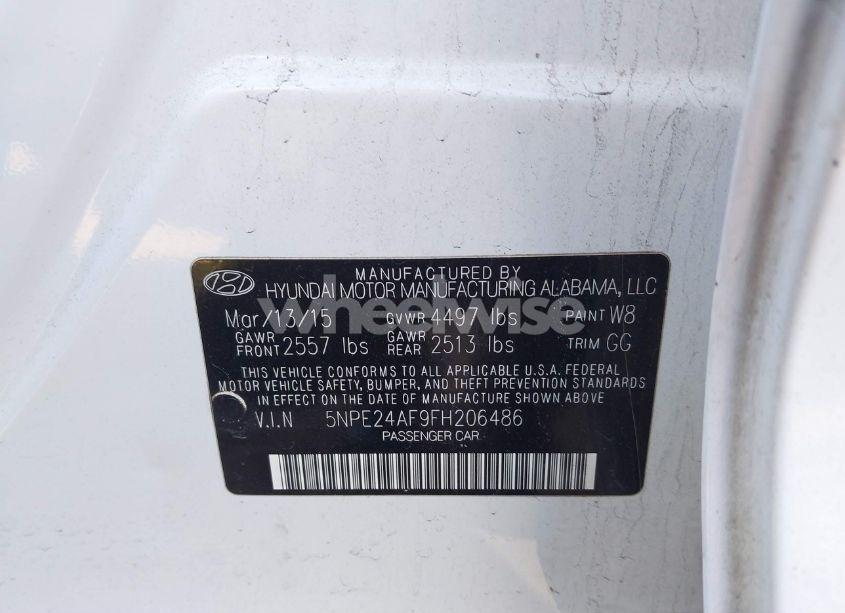 MANUFACTURED BY
HYUNDAI MOTOR MANUFACTURING ALABAMA, LLC
Mar/13/15 GVWR 4497 lbs PAINT W8
GAWR FRONT 2557 lbs GAWR REAR 2513 lbs TRIM GG
THIS VEHICLE CONFORMS TO ALL APPLICABLE U.S.A. FEDERAL
MOTOR VEHICLE SAFETY, BUMPER, AND THEFT PREVENTION STANDARDS
IN EFFECT ON THE DATE OF MANUFACTURE SHOWN ABOVE
V.I.N 5NPE24AF9FH206486
PASSENGER CAR
wheelwise